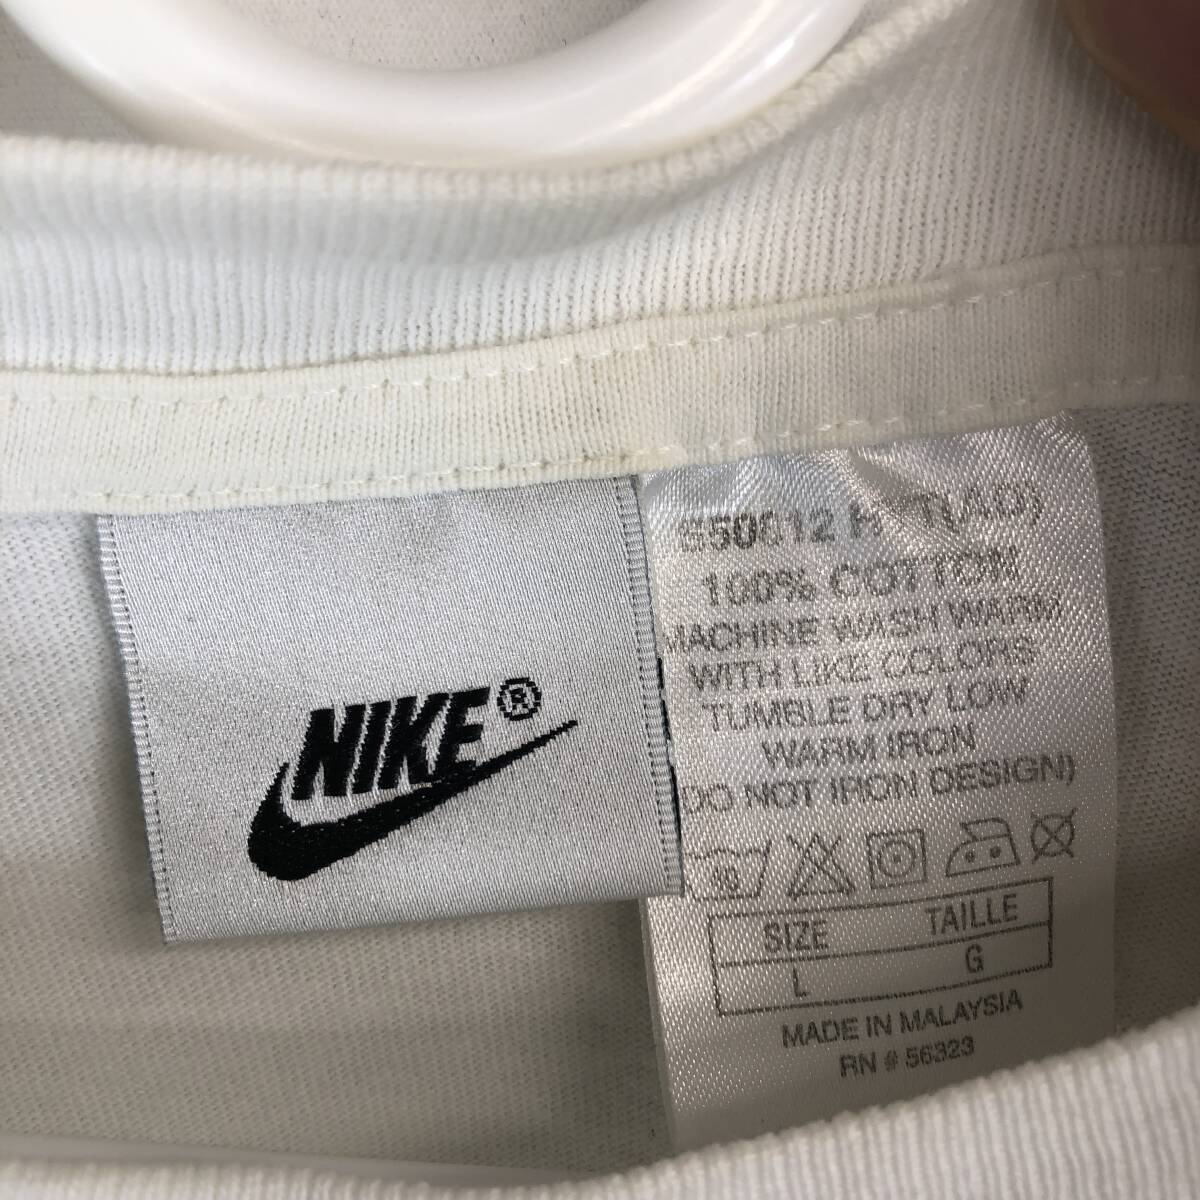 NIKE®
100% COTTON
MACHINE WASH WARM
WITH LIKE COLORS
TUMBLE DRY LOW
WARM IRON
DO NOT IRON DESIGN)
SIZE TAILLE
L G
MADE IN MALAYSIA
RN # 56323